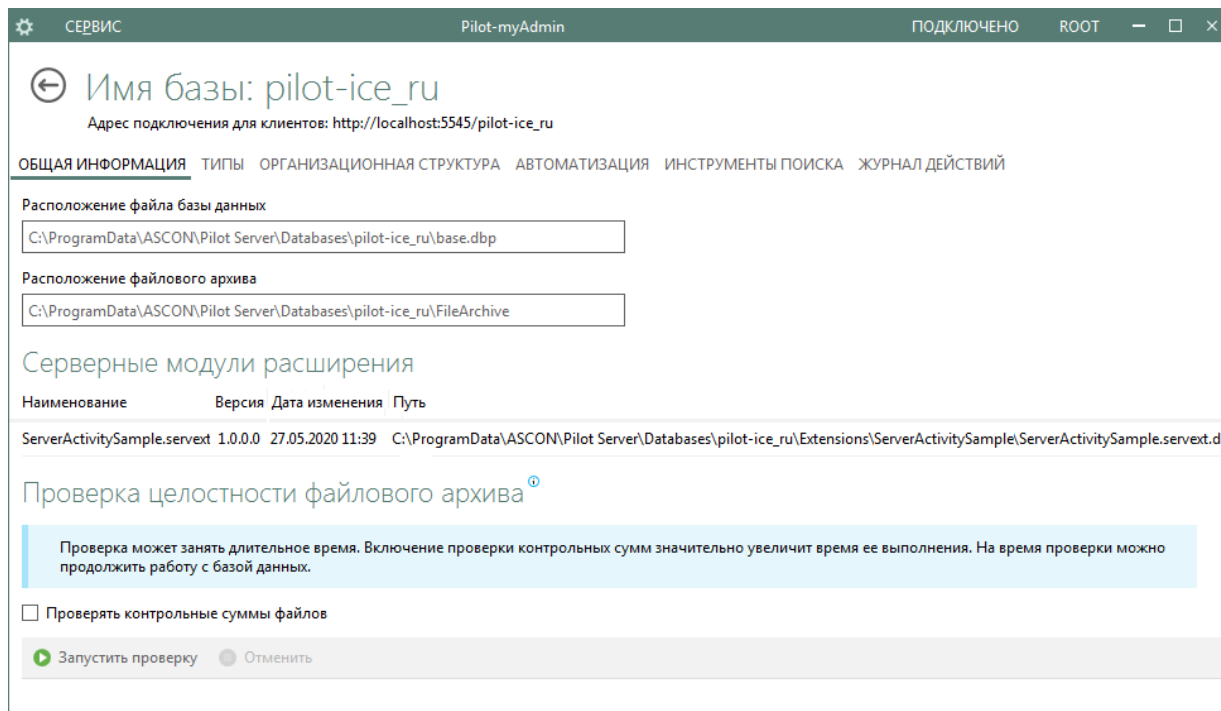 СЕРВИС Pilot-myAdmin ПОДКЛЮЧЕНО ROOT
Имя базы: pilot-ice_ru
Адрес подключения для клиентов: http://localhost:5545/pilot-ice_ru
ОБЩАЯ ИНФОРМАЦИЯ ТИПЫ ОРГАНИЗАЦИОННАЯ СТРУКТУРА АВТОМАТИЗАЦИЯ ИНСТРУМЕНТЫ ПОИСКА ЖУРНАЛ ДЕЙСТВИЙ
Расположение файла базы данных
C:\ProgramData\ASCON\Pilot Server\Databases\pilot-ice_ru\base.dbp
Расположение файлового архива
C:\ProgramData\ASCON\Pilot Server\Databases\pilot-ice_ru\FileArchive
Серверные модули расширения
Наименование Версия Дата изменения Путь
ServerActivitySample.servext 1.0.0.0 27.05.2020 11:39 C:\ProgramData\ASCON\Pilot Server\Databases\pilot-ice_ru\Extensions\ServerActivitySample\ServerActivitySample.servext.d
Проверка целостности файлового архива
Проверка может занять длительное время. Включение проверки контрольных сумм значительно увеличит время ее выполнения. На время проверки можно
продолжить работу с базой данных.
Проверять контрольные суммы файлов
Запустить проверку Отменить